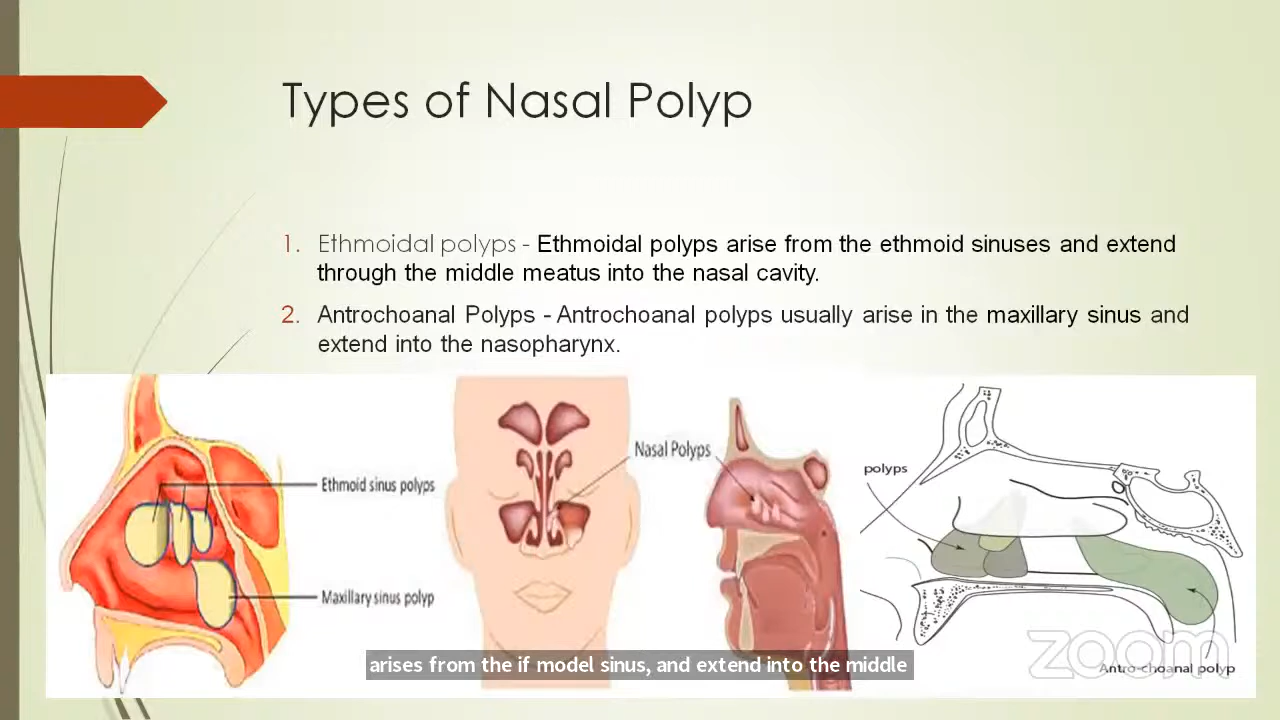 Types of Nasal Polyp
1. Ethmoidal polyps - Ethmoidal polyps arise from the ethmoid sinuses and extend
through the middle meatus into the nasal cavity.
2. Antrochoanal Polyps - Antrochoanal polyps usually arise in the maxillary sinus and
extend into the nasopharynx.
Nasal Polyps
polyps
Ethmoid sinus polyps
Maxillary sinus polyp
zoom
Antro-choanal polyp
arises from the if model sinus, and extend into the middle